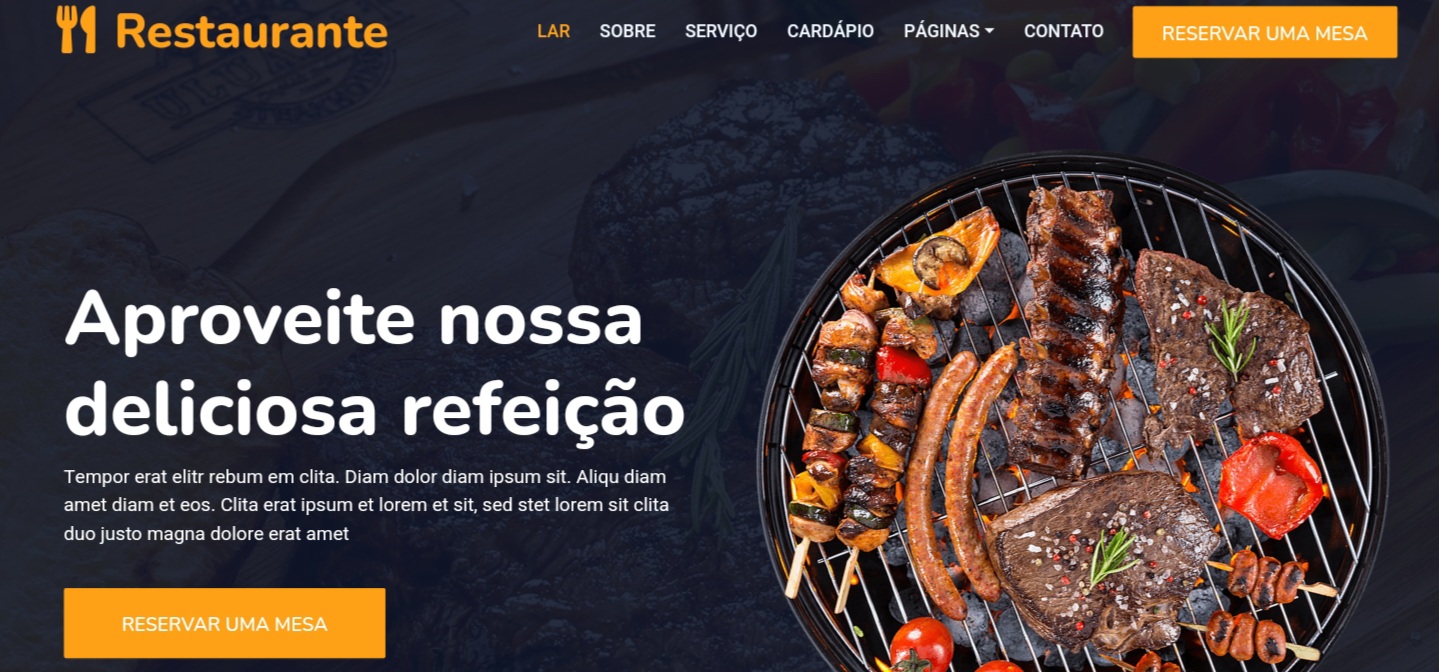 Restaurante
LAR SOBRE SERVIÇO CARDÁPIO PÁGINAS CONTATO RESERVAR UMA MESA
Aproveite nossa
deliciosa refeição
Tempor erat elitr rebum em clita. Diam dolor diam ipsum sit. Aliqu diam
amet diam et eos. Clita erat ipsum et lorem et sit, sed stet lorem sit clita
duo justo magna dolore erat amet
RESERVAR UMA MESA